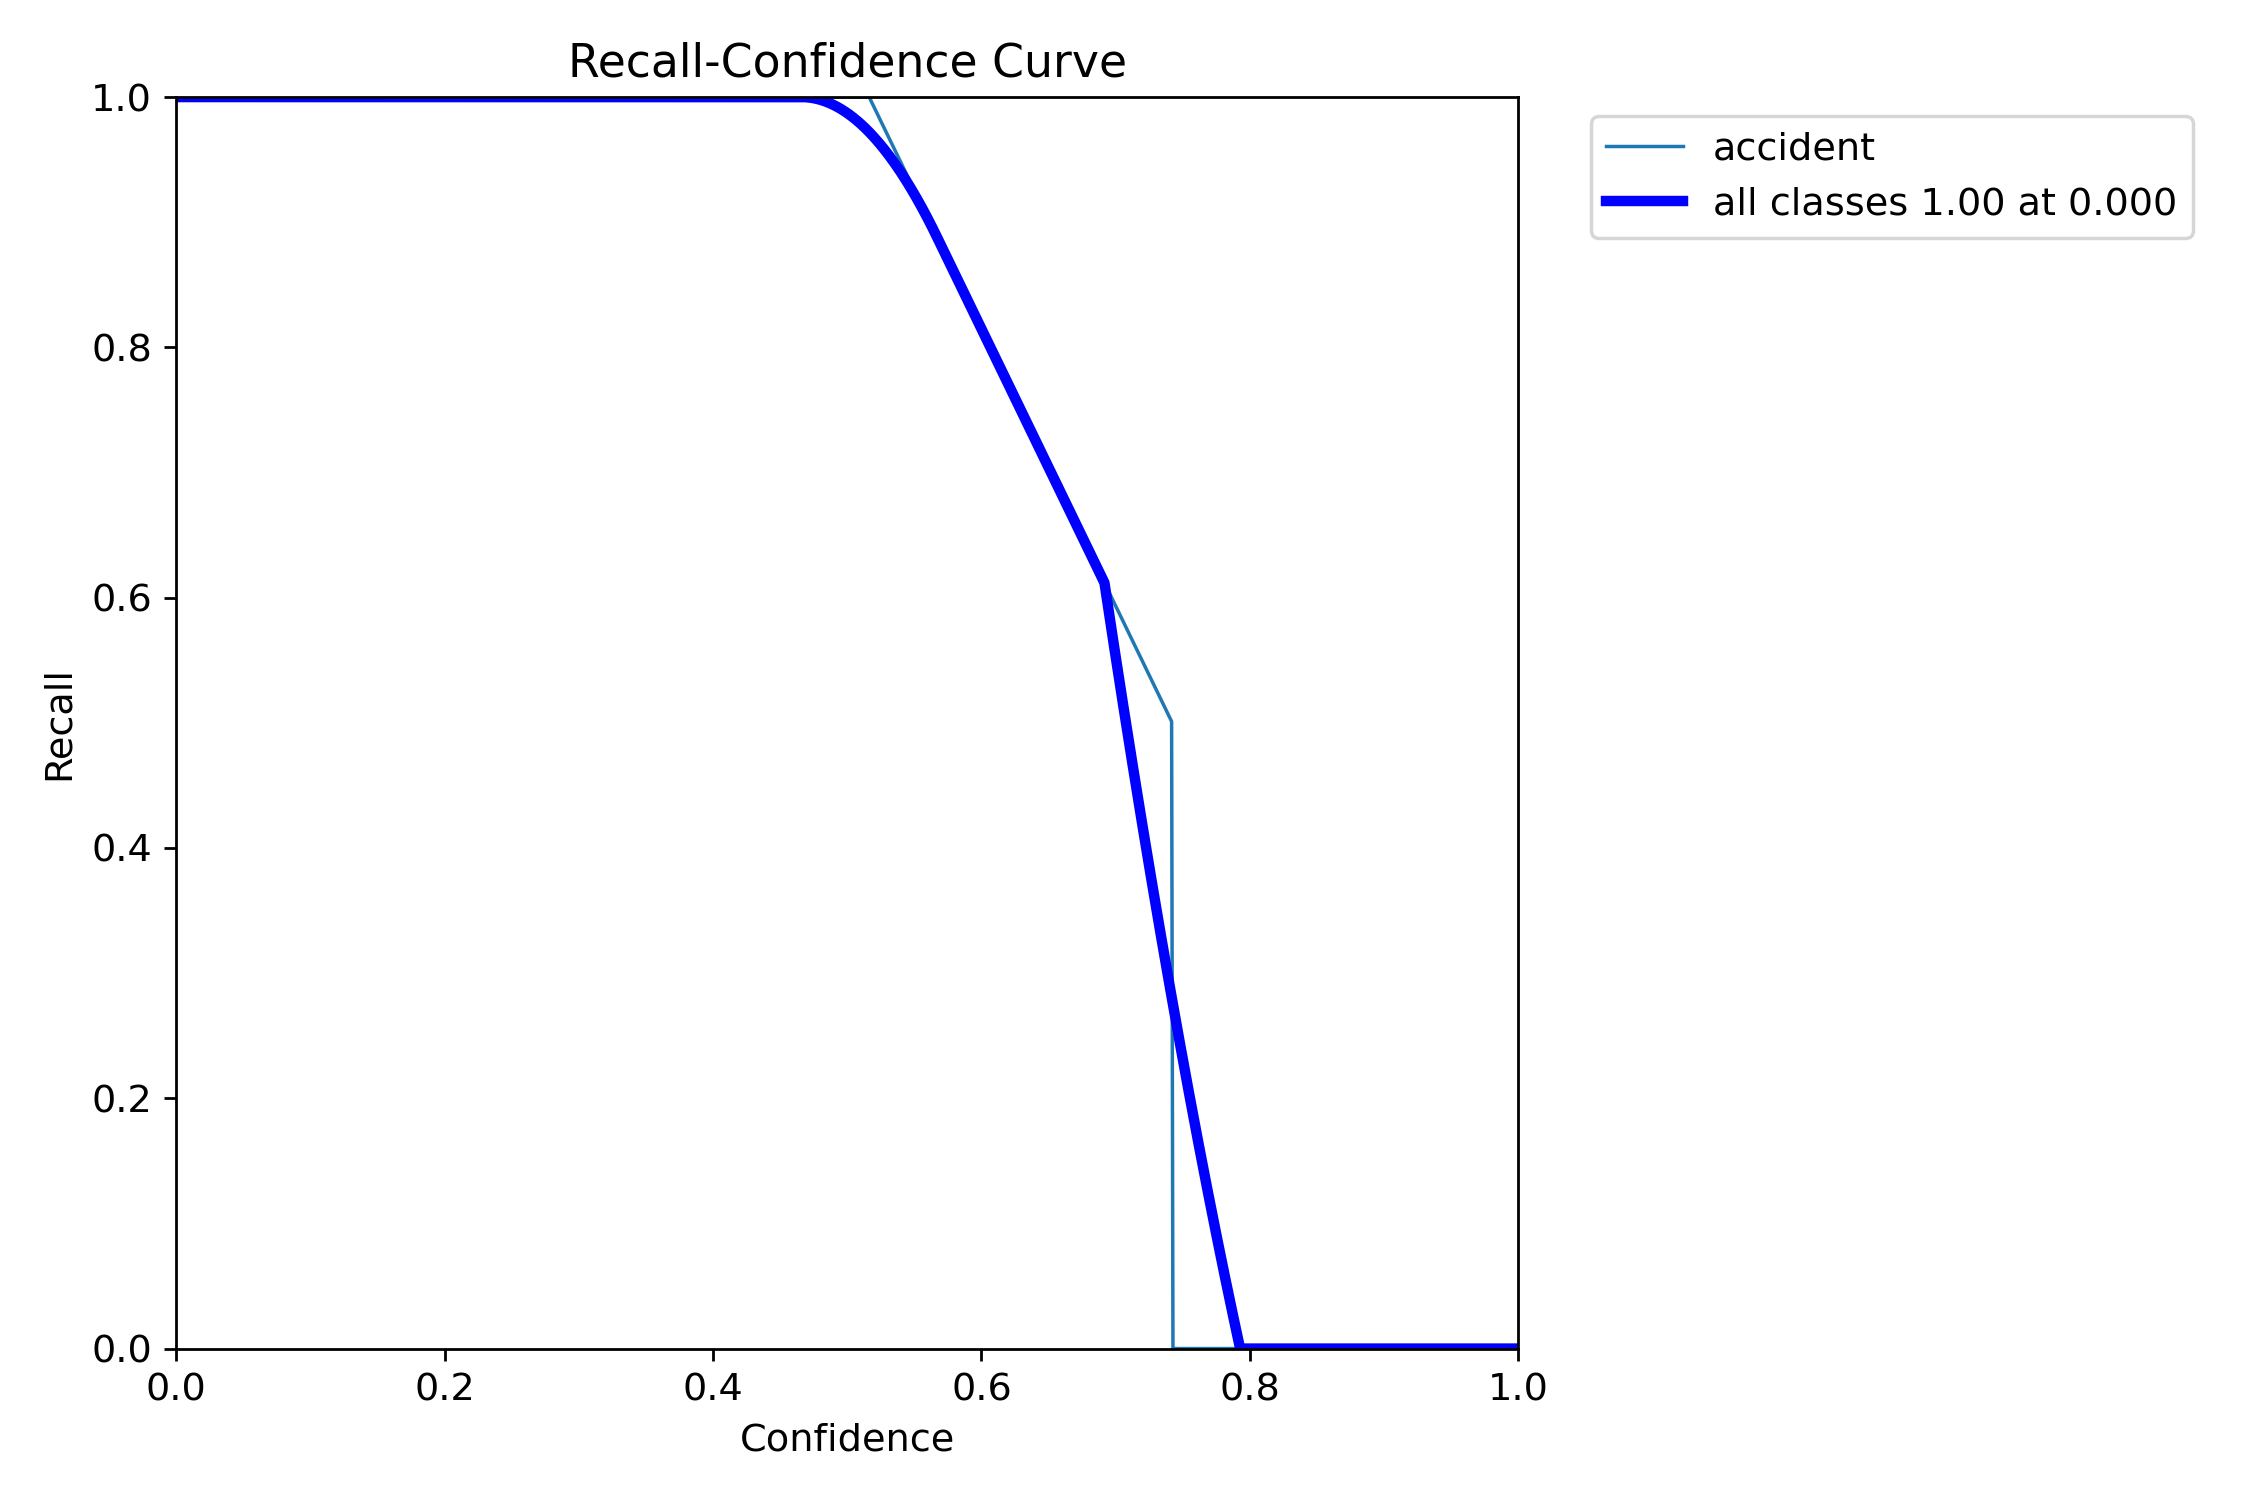 Recall-Confidence Curve
1.0
0.8
0.6
0.4
0.2
0.0
Recall
0.0 0.2 0.4 0.6 0.8 1.0
Confidence
accident
all classes 1.00 at 0.000